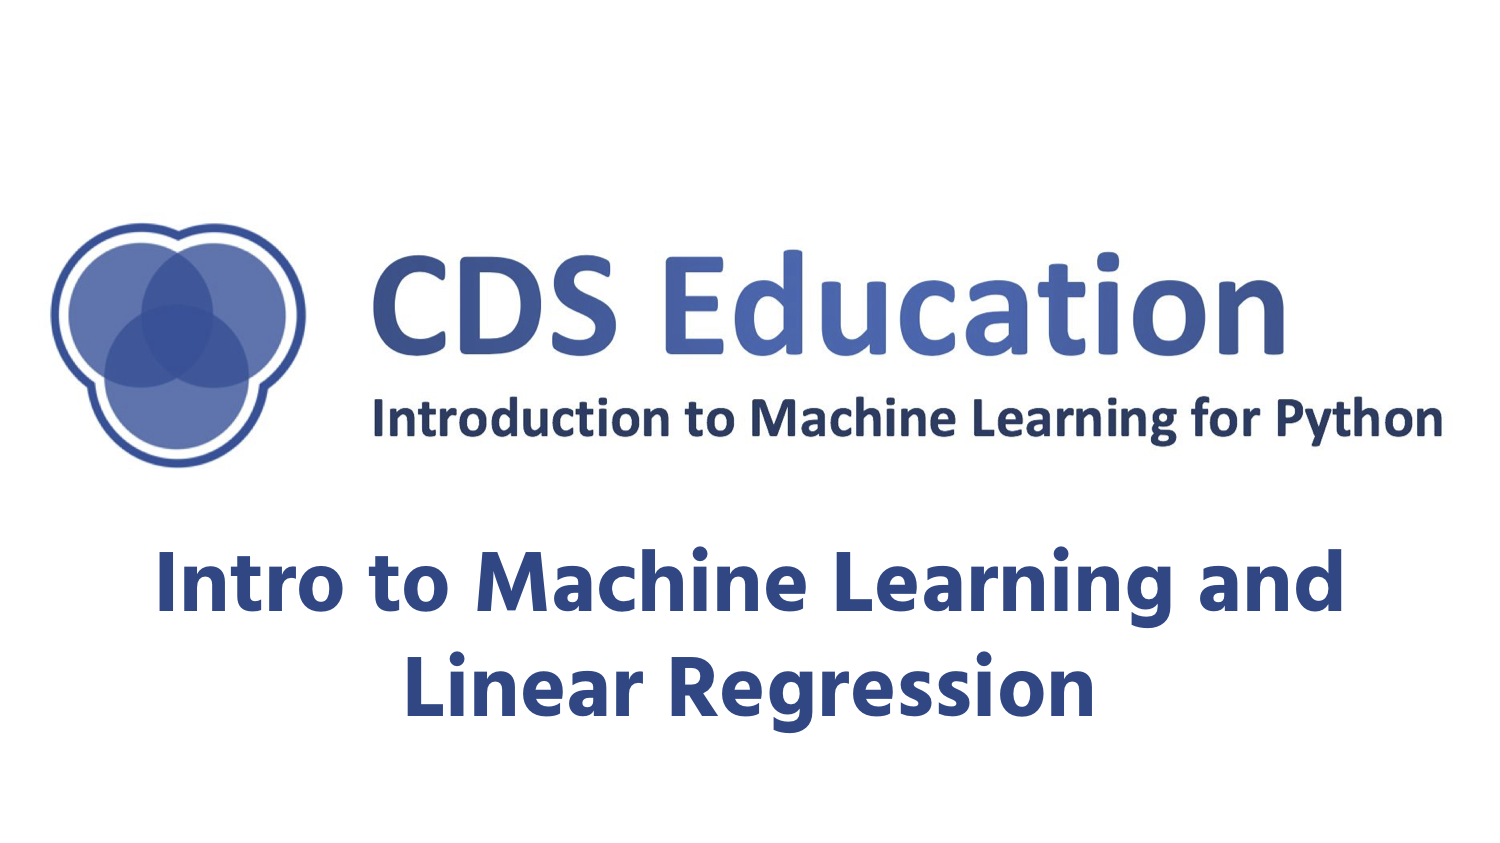 CDS Education
Introduction to Machine Learning for Python
Intro to Machine Learning and
Linear Regression